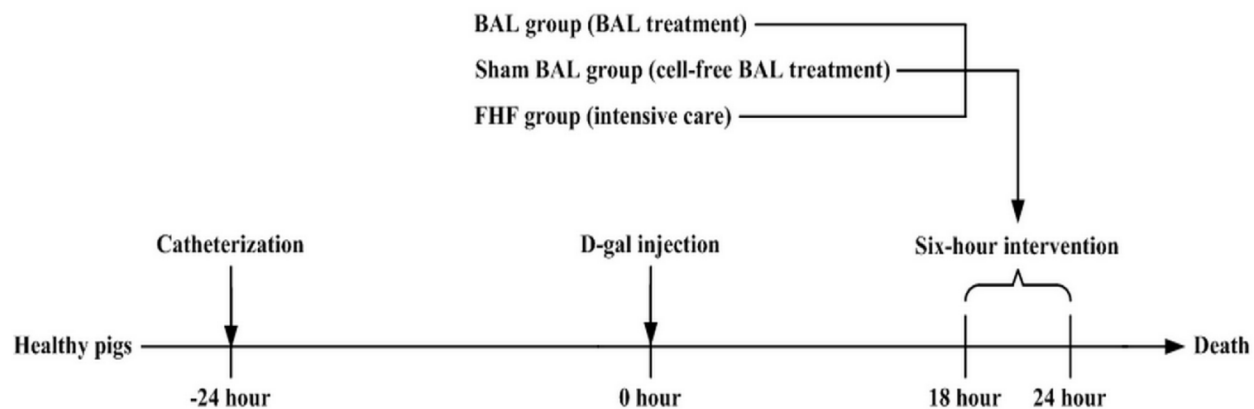 BAL group (BAL treatment)
Sham BAL group (cell-free BAL treatment)
FHF group (intensive care)
Catheterization
D-gal injection
Six-hour intervention
Healthy pigs
Death
-24 hour
0 hour
18 hour
24 hour